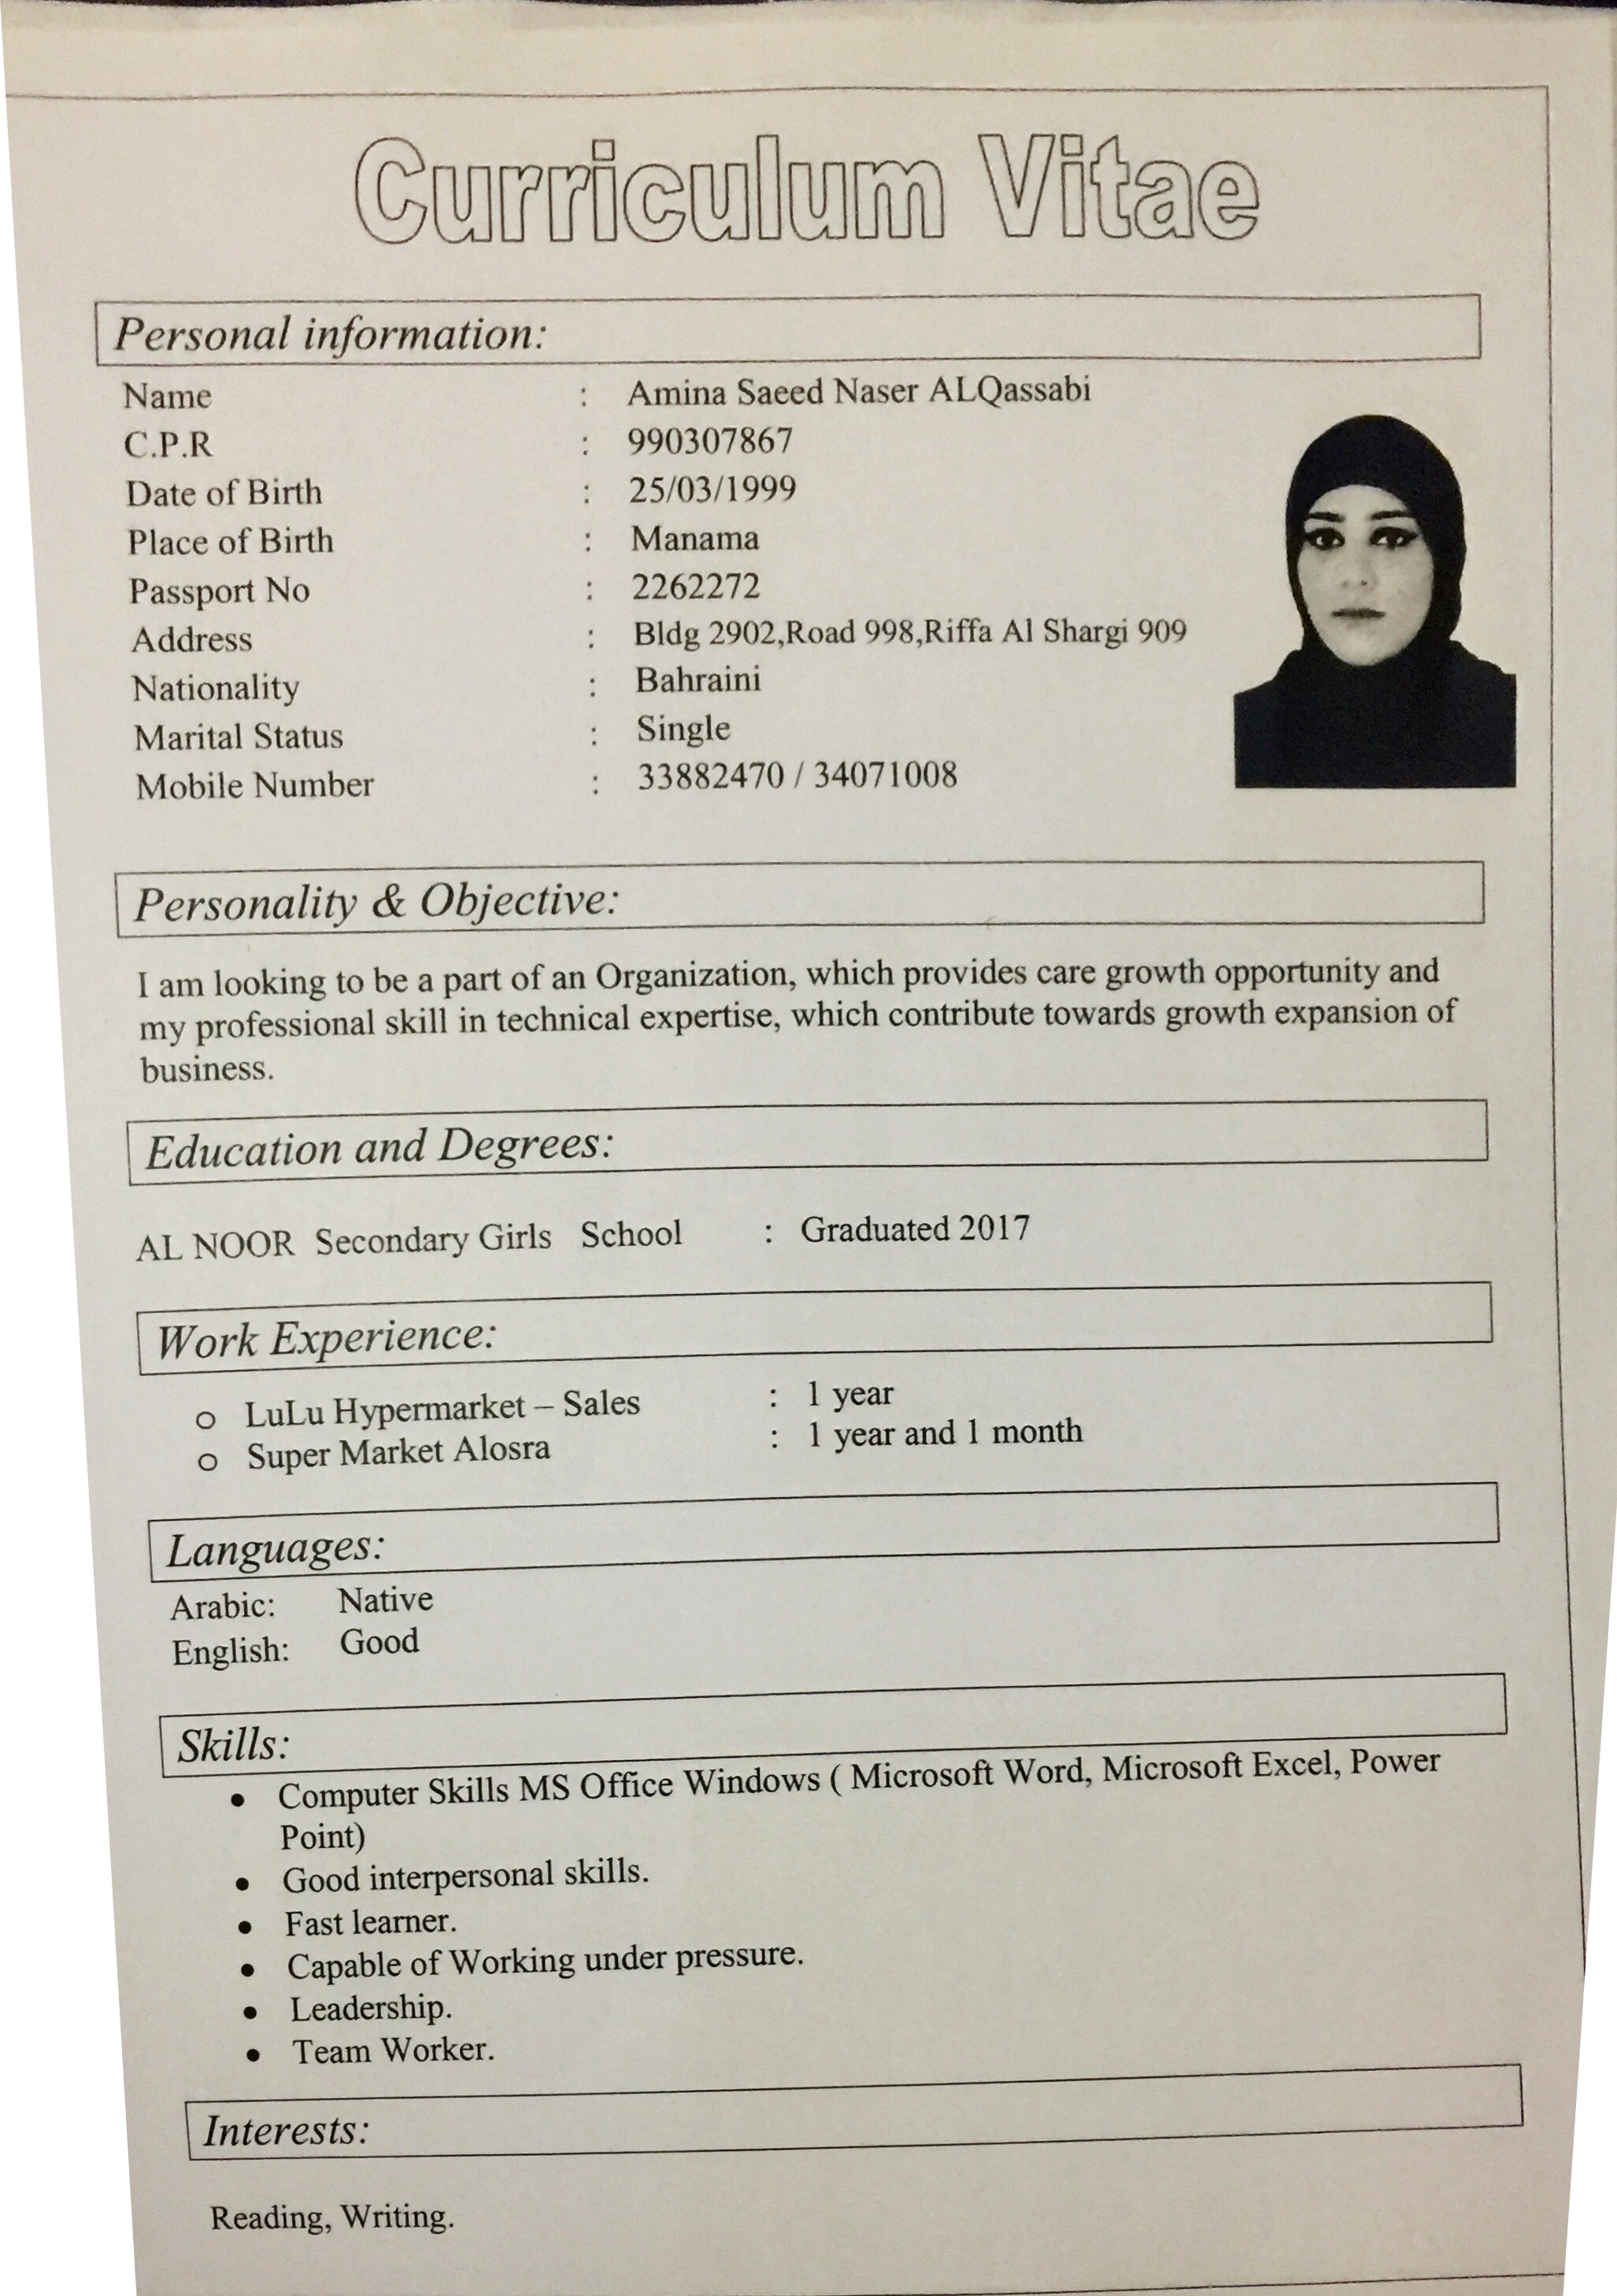 Curriculum Vitae
Personal information:
Name : Amina Saeed Naser ALQassabi
C.P.R : 990307867
Date of Birth : 25/03/1999
Place of Birth : Manama
Passport No : 2262272
Address : Bldg 2902,Road 998,Riffa Al Shargi 909
Nationality : Bahraini
Marital Status : Single
Mobile Number : 33882470 / 34071008
Personality & Objective:
I am looking to be a part of an Organization, which provides care growth opportunity and
my professional skill in technical expertise, which contribute towards growth expansion of
business.
Education and Degrees:
AL NOOR Secondary Girls School : Graduated 2017
Work Experience:
o LuLu Hypermarket – Sales : 1 year
o Super Market Alosra : 1 year and 1 month
Languages:
Arabic: Native
English: Good
Skills:
• Computer Skills MS Office Windows ( Microsoft Word, Microsoft Excel, Power
Point)
• Good interpersonal skills.
• Fast learner.
• Capable of Working under pressure.
• Leadership.
• Team Worker.
Interests:
Reading, Writing.